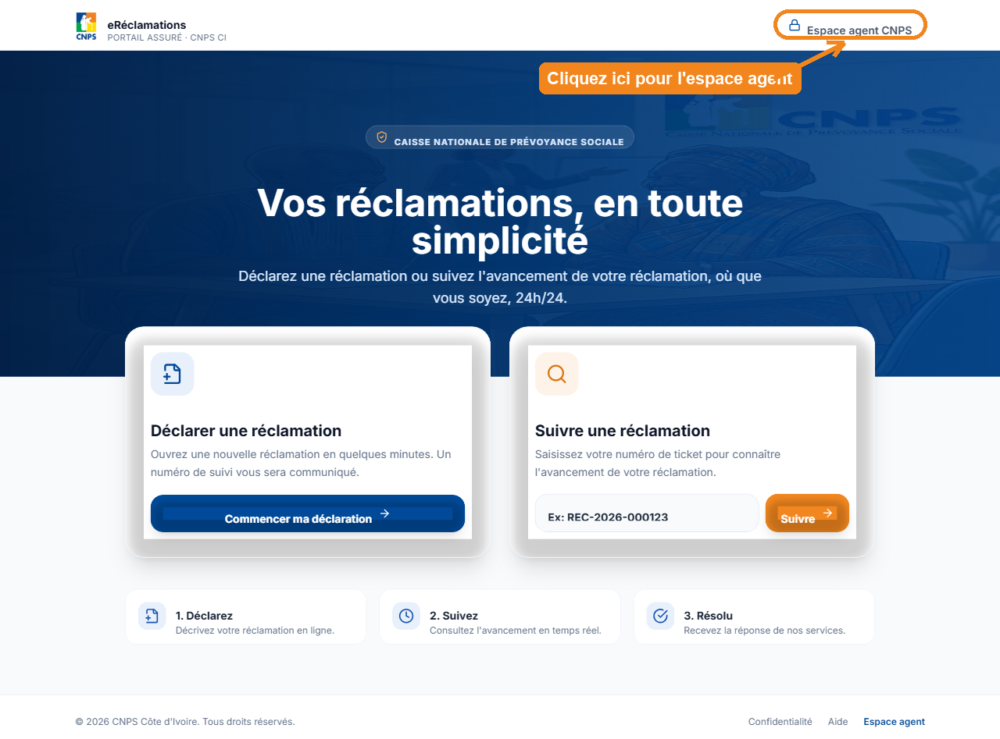 CNPS
eRéclamations
PORTAIL ASSURÉ · CNPS CI
Espace agent CNPS
Cliquez ici pour l'espace agent
CNPS
CAISSE NATIONALE DE PRÉVOYANCE SOCIALE
CAISSE NATIONALE DE PRÉVOYANCE SOCIALE
Vos réclamations, en toute
simplicité
Déclarez une réclamation ou suivez l'avancement de votre réclamation, où que
vous soyez, 24h/24.
Déclarer une réclamation
Ouvrez une nouvelle réclamation en quelques minutes. Un
numéro de suivi vous sera communiqué.
Commencer ma déclaration
Suivre une réclamation
Saisissez votre numéro de ticket pour connaître
l'avancement de votre réclamation.
Ex: REC-2026-000123
Suivre
1. Déclarez
Décrivez votre réclamation en ligne.
2. Suivez
Consultez l'avancement en temps réel.
3. Résolu
Recevez la réponse de nos services.
© 2026 CNPS Côte d'Ivoire. Tous droits réservés.
Confidentialité
Aide
Espace agent